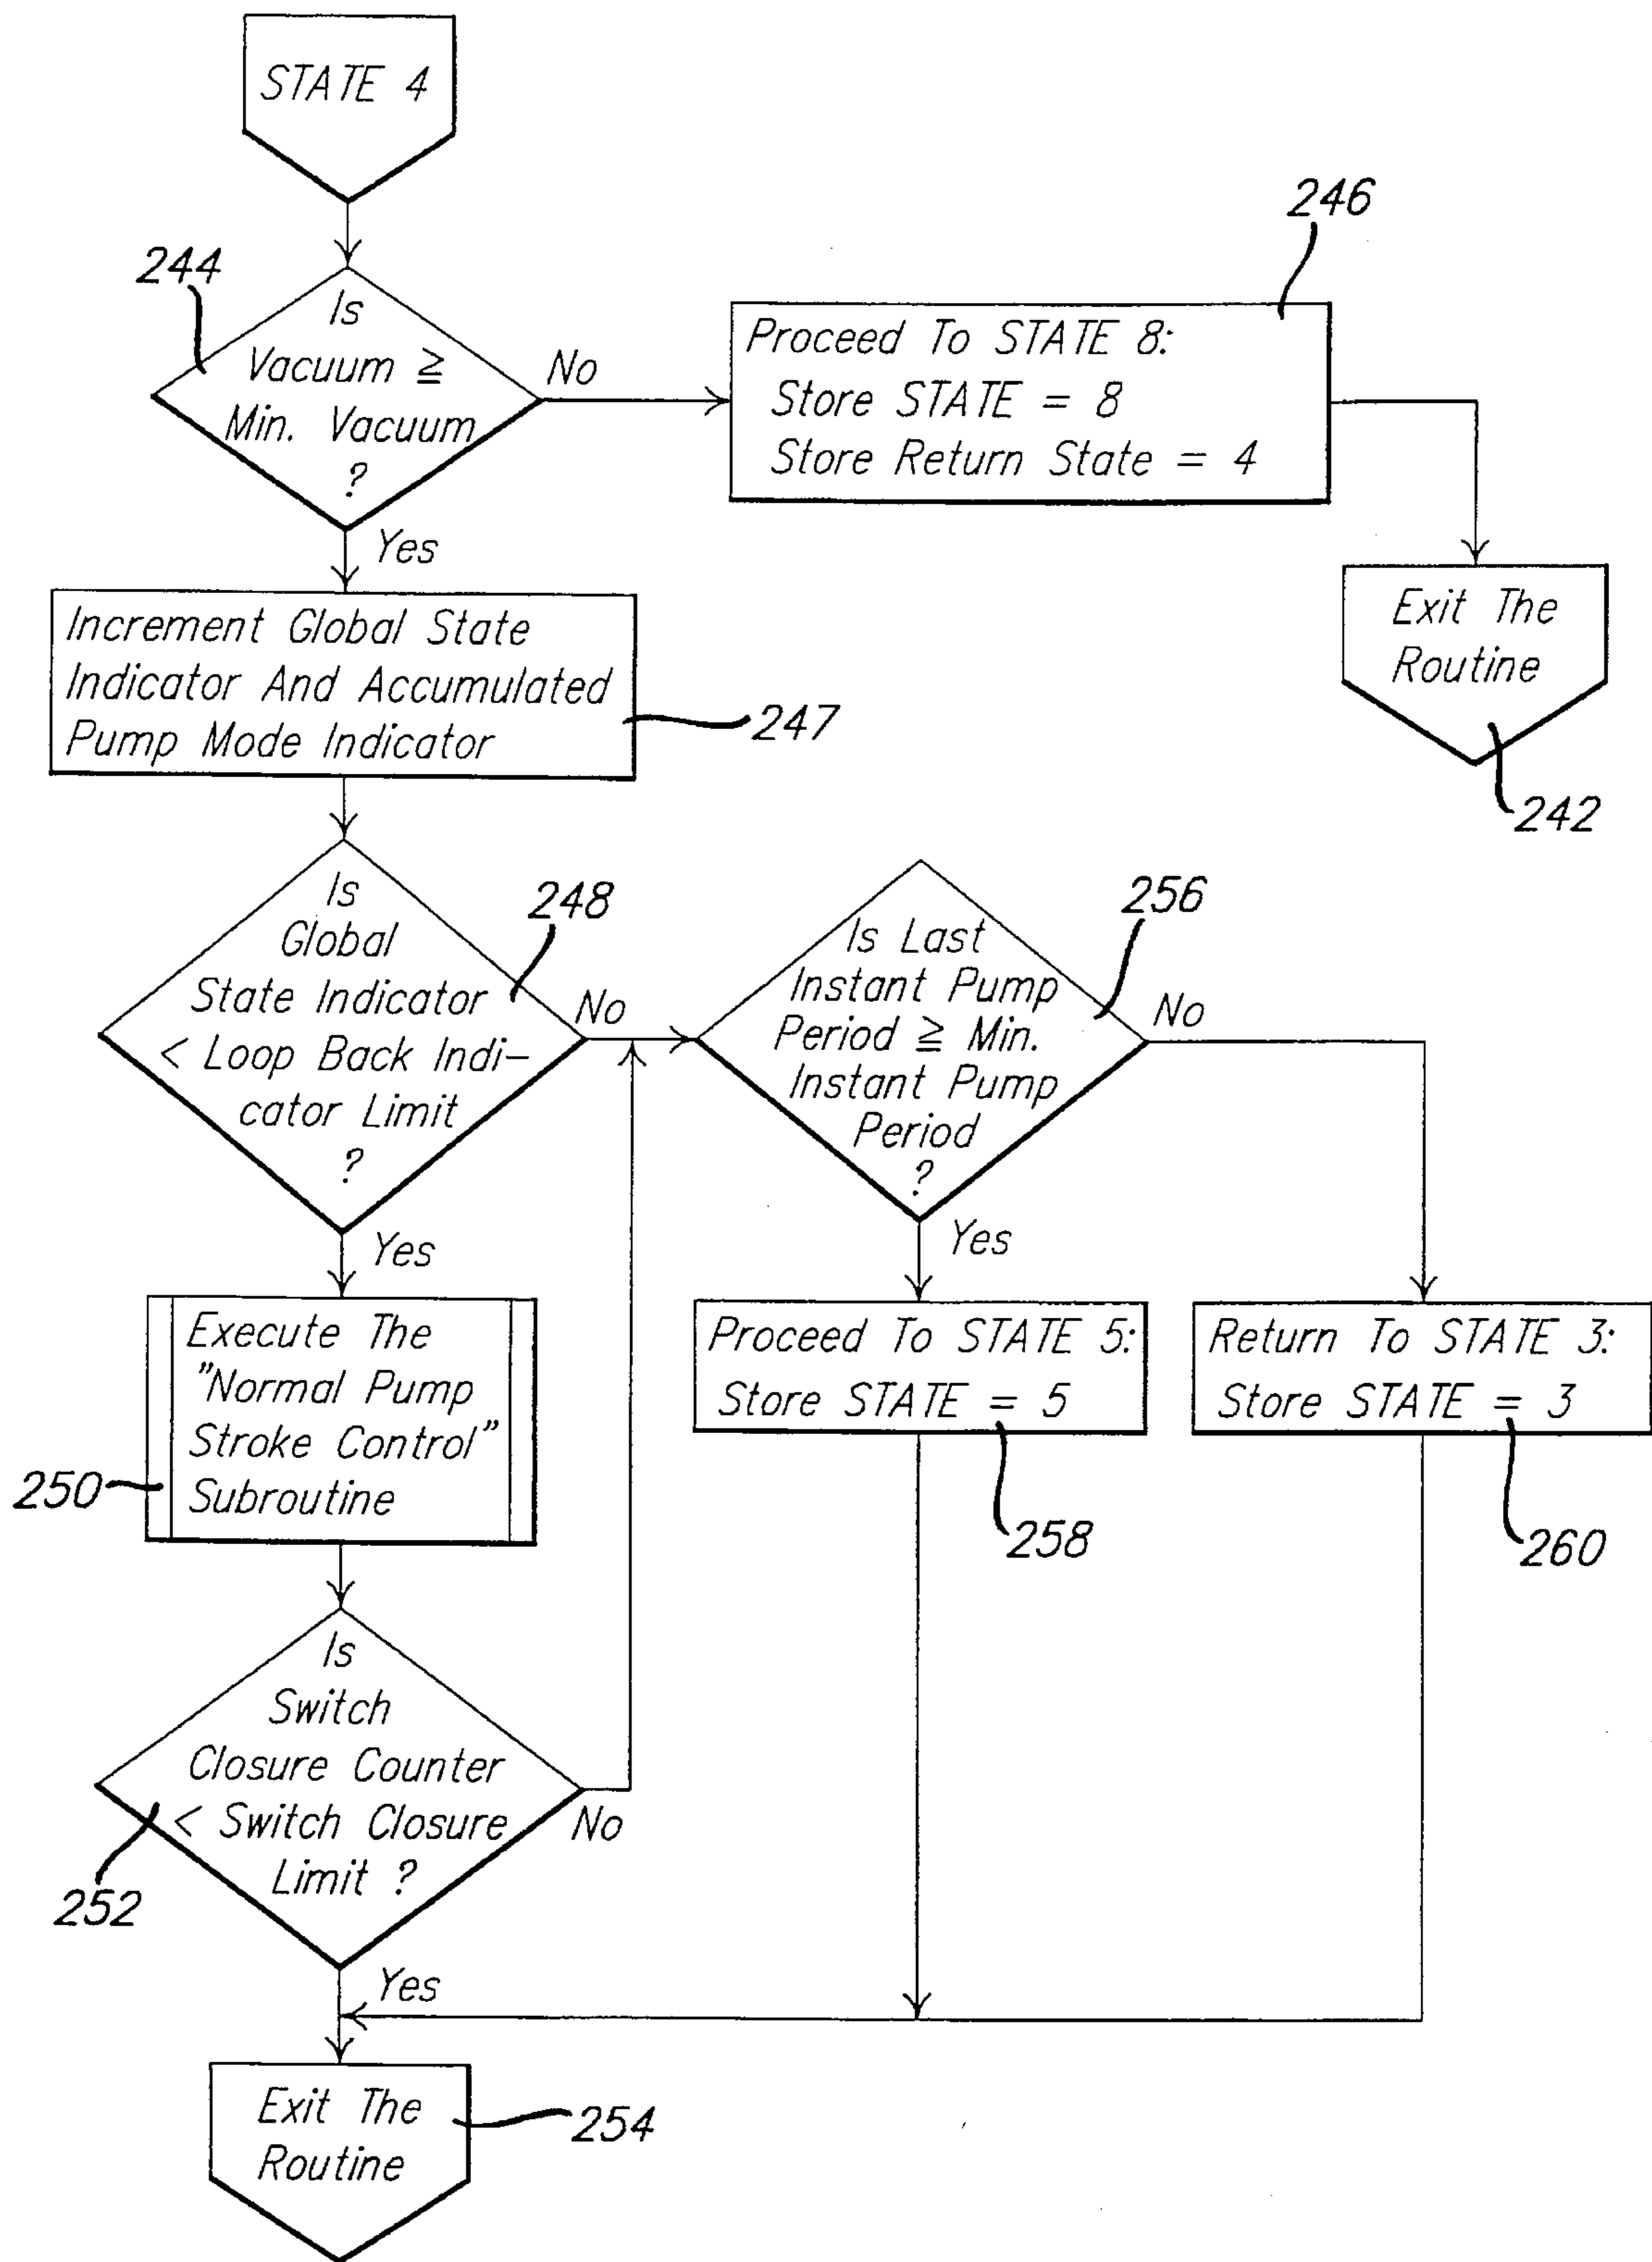 STATE 4
246
244
Is
Vacuum ≧
Min. Vacuum
?
No
Proceed To STATE 8:
Store STATE = 8
Store Return State = 4
Yes
Exit The
Routine
242
Increment Global State
Indicator And Accumulated
Pump Mode Indicator
247
Is
Global
State Indicator
< Loop Back Indi-
cator Limit
?
248
No
256
Is Last
Instant Pump
Period ≧ Min.
Instant Pump
Period
?
No
Yes
Yes
Execute The
"Normal Pump
Stroke Control"
Subroutine
250
Proceed To STATE 5:
Store STATE = 5
258
Return To STATE 3:
Store STATE = 3
260
Is
Switch
Closure Counter
< Switch Closure
Limit ?
No
252
Yes
Exit The
Routine
254